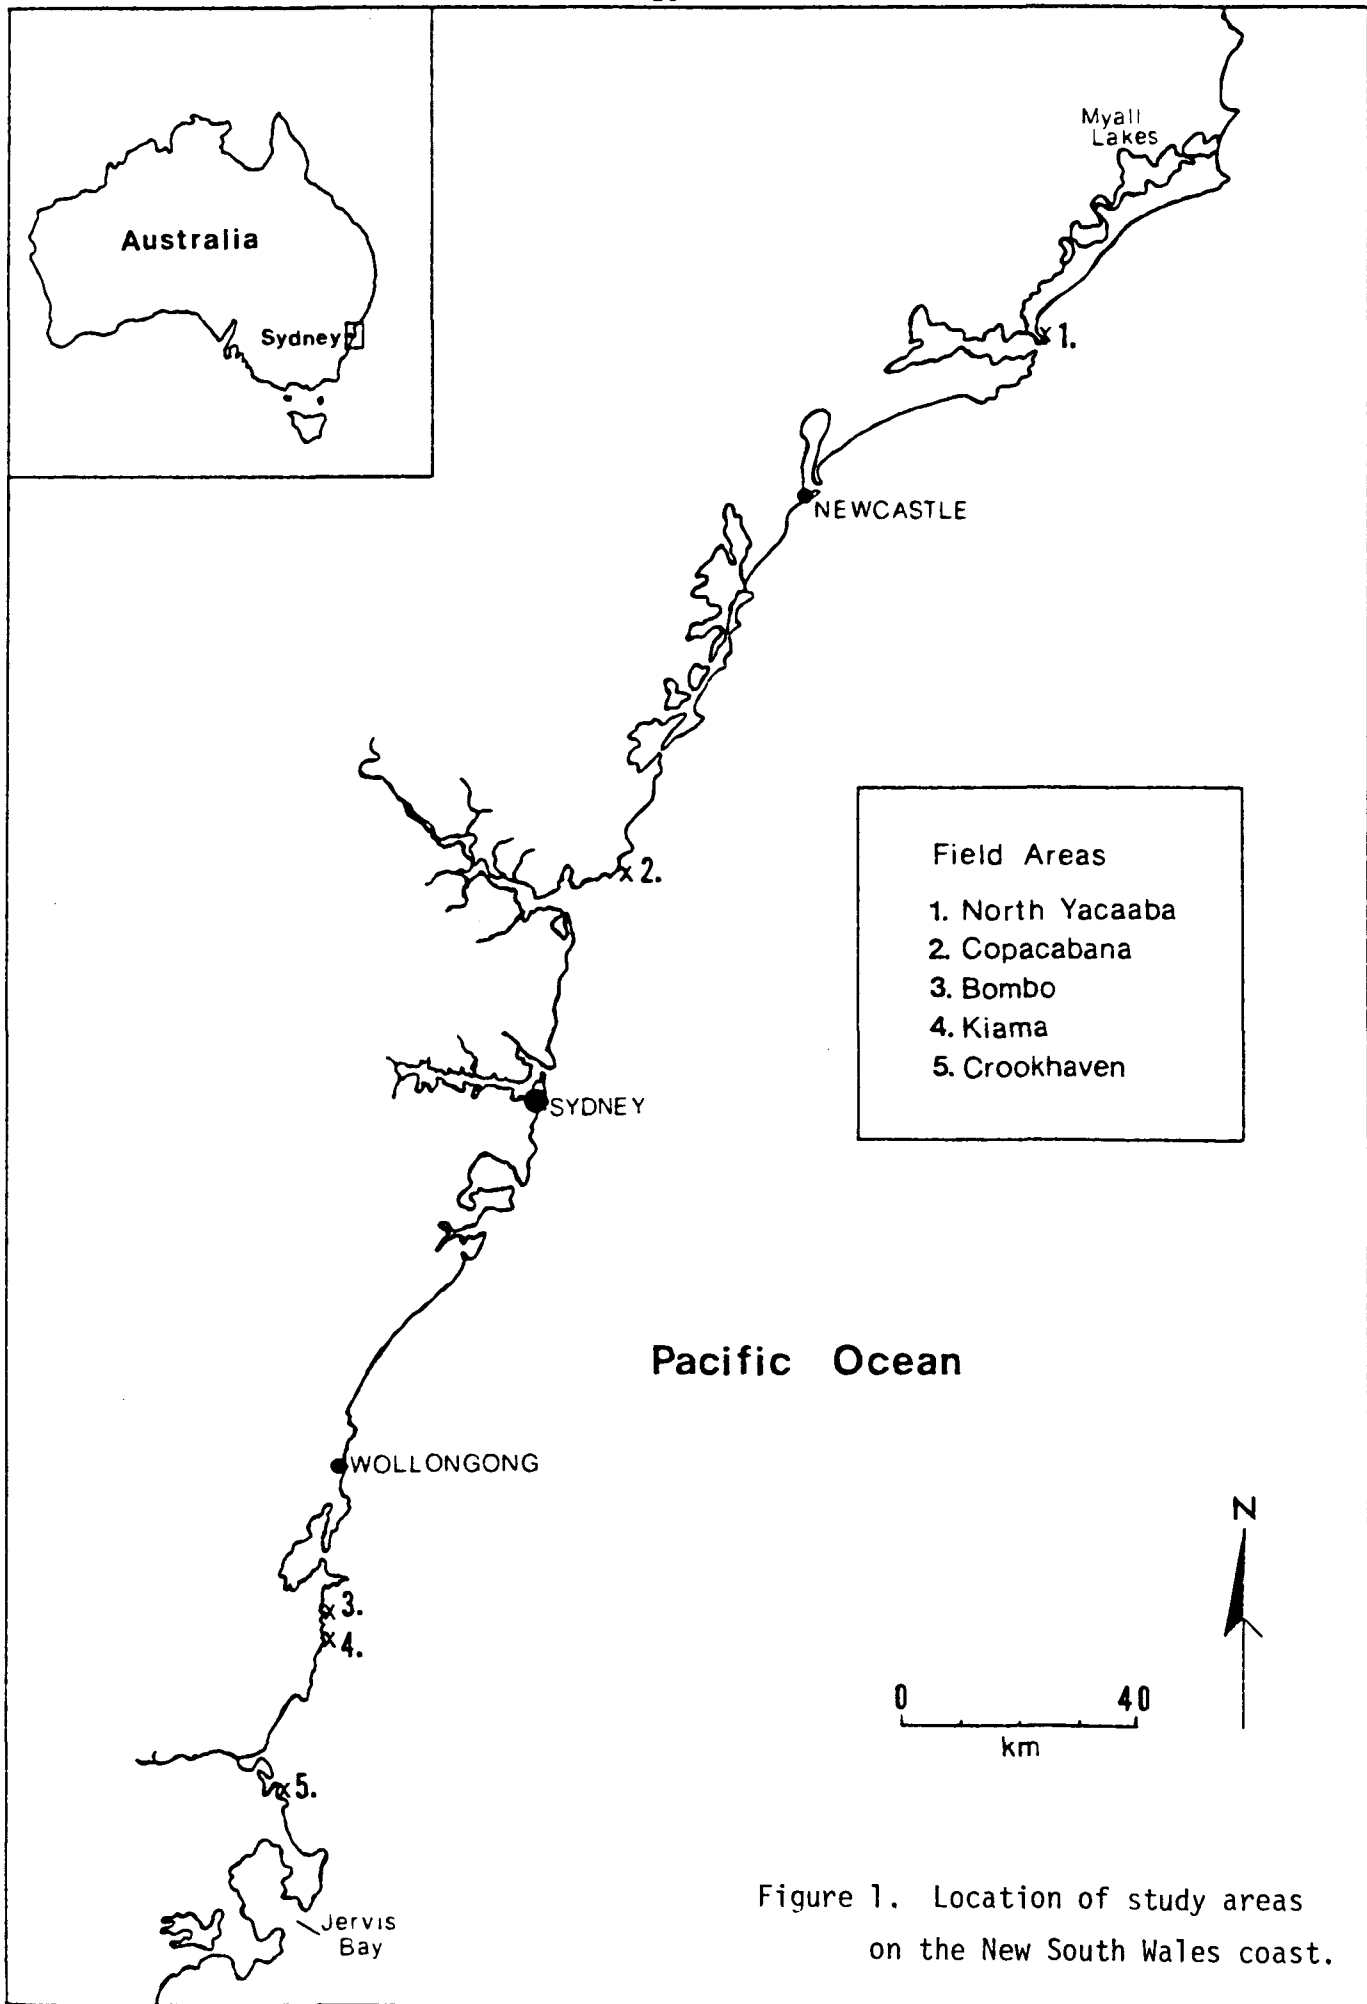 Australia
Sydney
Myall
Lakes
1.
NEWCASTLE
2.
Field Areas
1. North Yacaaba
2. Copacabana
3. Bombo
4. Kiama
5. Crookhaven
SYDNEY
Pacific Ocean
WOLLONGONG
3.
4.
N
0 40
km
5.
Jervis
Bay
Figure 1. Location of study areas
on the New South Wales coast.